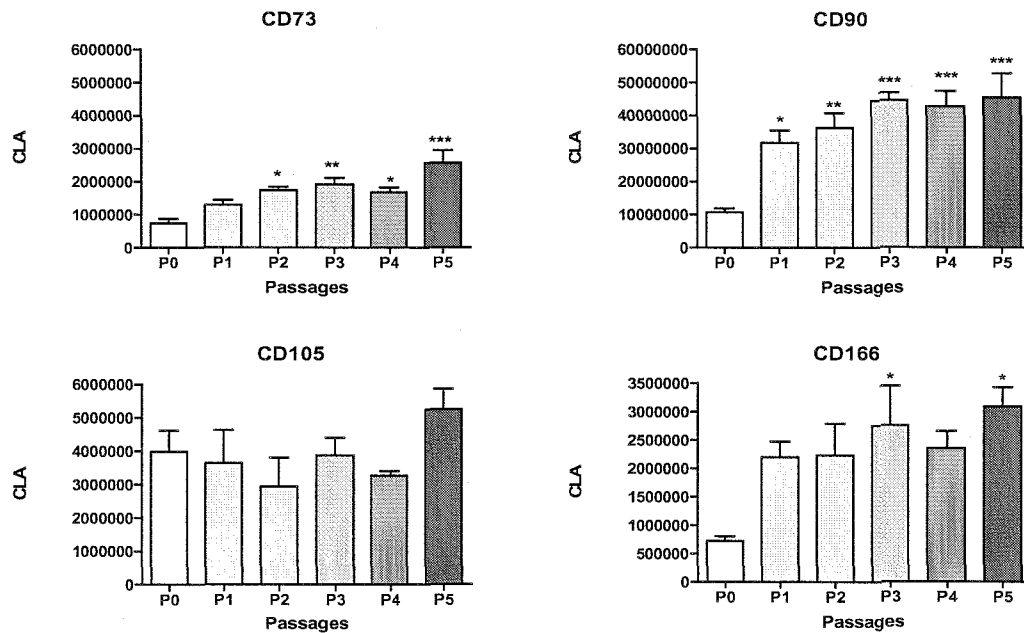 CD73
6000000
5000000
4000000
3000000
2000000
1000000
0
CLA
* ** * ***
P0 P1 P2 P3 P4 P5
Passages
CD90
60000000
50000000
40000000
30000000
20000000
10000000
0
CLA
* ** *** *** ***
P0 P1 P2 P3 P4 P5
Passages
CD105
6000000
5000000
4000000
3000000
2000000
1000000
0
CLA
P0 P1 P2 P3 P4 P5
Passages
CD166
3500000
3000000
2500000
2000000
1500000
1000000
500000
0
CLA
* *
P0 P1 P2 P3 P4 P5
Passages